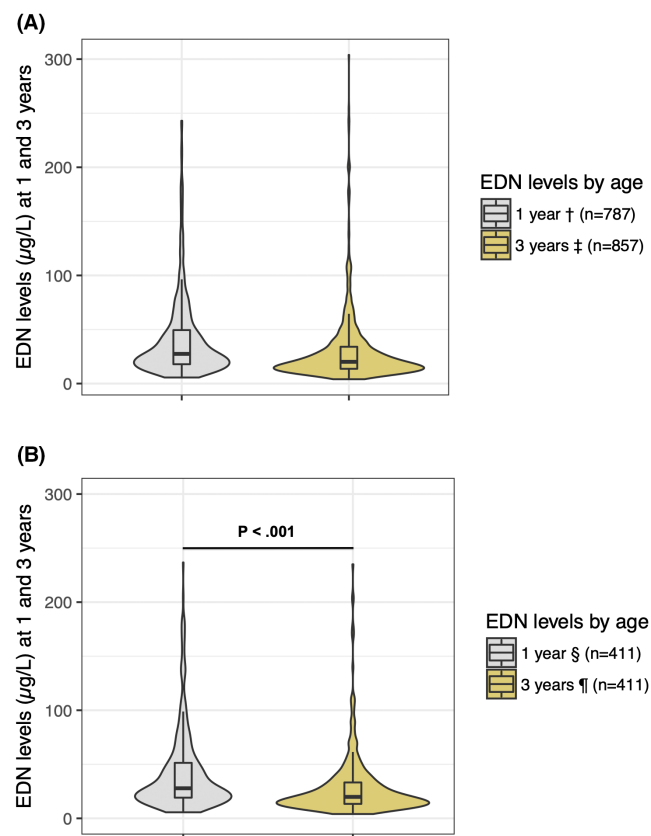 (A)
EDN levels (µg/L) at 1 and 3 years
300
200
100
0
EDN levels by age
1 year † (n=787)
3 years ‡ (n=857)
(B)
EDN levels (µg/L) at 1 and 3 years
300
200
100
0
P < .001
EDN levels by age
1 year § (n=411)
3 years ¶ (n=411)